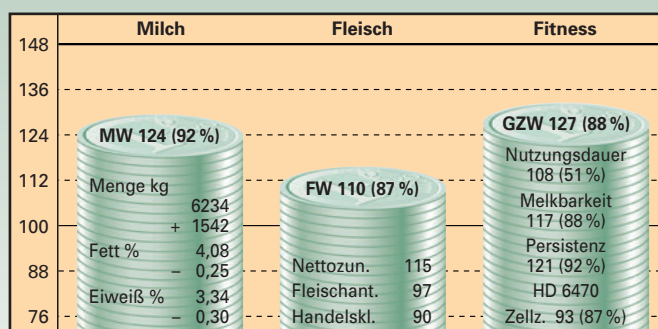 Milch Fleisch Fitness
148
136
124
112
100
88
76
MW 124 (92 %)
Menge kg
6234
+ 1542
Fett % 4,08
– 0,25
Eiweiß % 3,34
– 0,30
FW 110 (87 %)
Nettozun. 115
Fleischant. 97
Handelskl. 90
GZW 127 (88 %)
Nutzungsdauer
108 (51 %)
Melkbarkeit
117 (88 %)
Persistenz
121 (92 %)
HD 6470
Zellz. 93 (87 %)